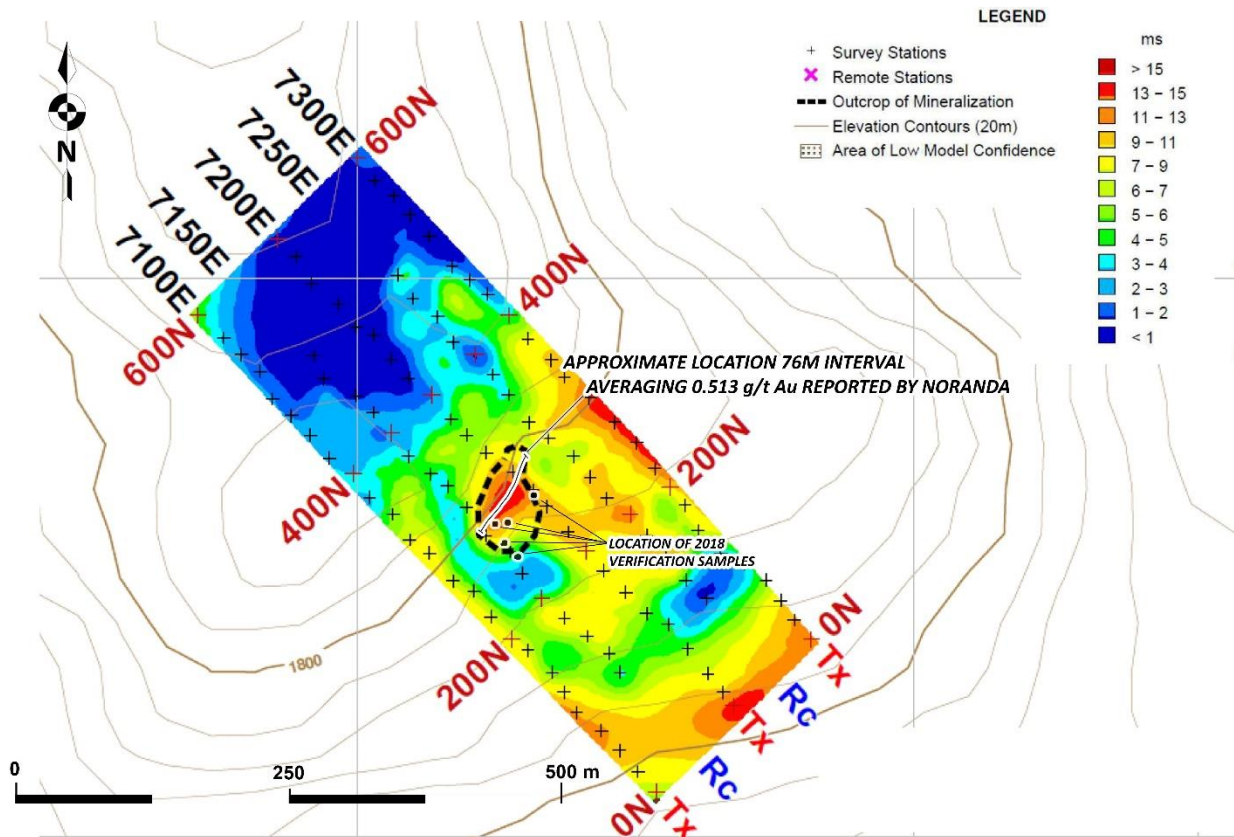 LEGEND
ms
+ Survey Stations
Remote Stations
Outcrop of Mineralization
Elevation Contours (20m)
Area of Low Model Confidence
> 15
13 – 15
11 – 13
9 – 11
7 – 9
6 – 7
5 – 6
4 – 5
3 – 4
2 – 3
1 – 2
< 1
N
7300E
7250E
7200E
7150E
7100E
600N
600N
400N
400N
APPROXIMATE LOCATION 76M INTERVAL
AVERAGING 0.513 g/t Au REPORTED BY NORANDA
200N
LOCATION OF 2018
VERIFICATION SAMPLES
200N
1800
0N
Tx
Rc
Tx
Rc
Tx
0N
0
250
500 m